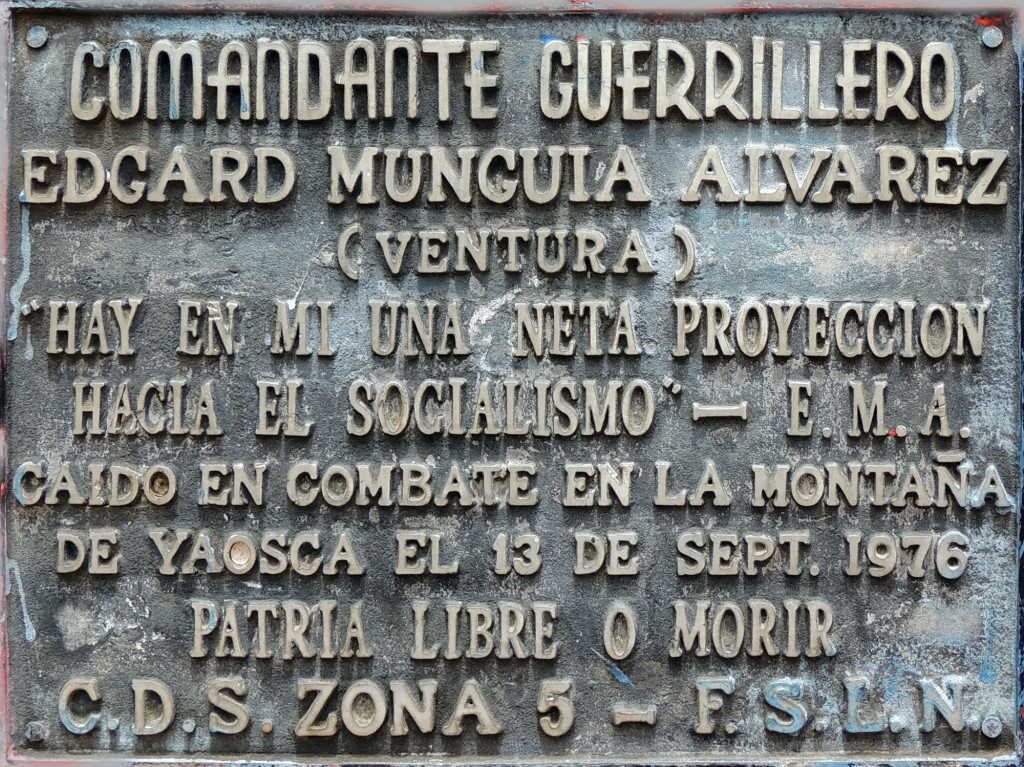 COMANDANTE GUERRILLERO
EDGARD MUNGUIA ALVAREZ
(VENTURA)
"HAY EN MI UNA NETA PROYECCION
HACIA EL SOCIALISMO" — E.M.A.
CAIDO EN COMBATE EN LA MONTAÑA
DE YAOSCA EL 13 DE SEPT. 1976
PATRIA LIBRE O MORIR
C.D.S. ZONA 5 - F.S.L.N.